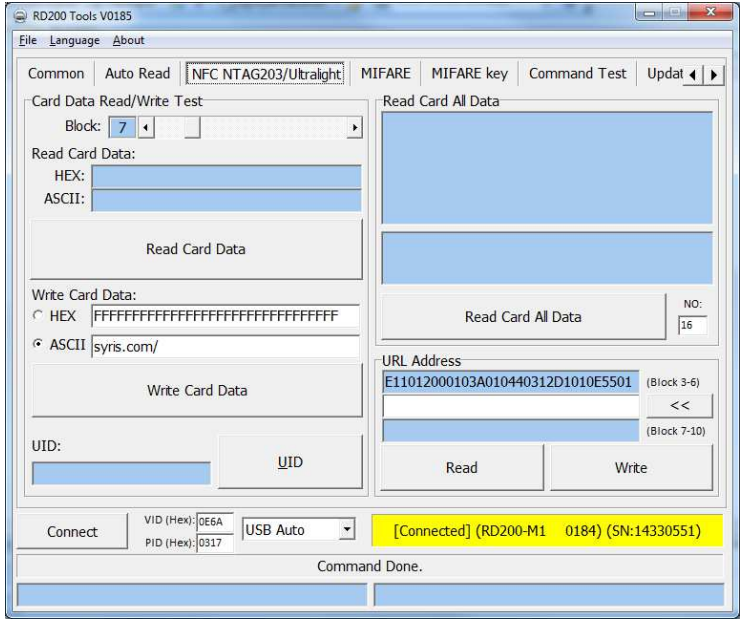 RD200 Tools V0185
File Language About
Common Auto Read NFC NTAG203/Ultralight MIFARE MIFARE key Command Test Updat
Card Data Read/Write Test
Block: 7
Read Card Data:
HEX:
ASCII:
Read Card Data
Write Card Data:
HEX FFFFFFFFFFFFFFFFFFFFFFFFFFFFFFFF
ASCII syris.com/
Write Card Data
UID:
UID
Read Card All Data
Read Card All Data
NO:
16
URL Address
E11012000103A010440312D1010E5501 (Block 3-6)
<<
(Block 7-10)
Read Write
Connect
VID (Hex): 0E6A
PID (Hex): 0317
USB Auto
[Connected] (RD200-M1 0184) (SN:14330551)
Command Done.